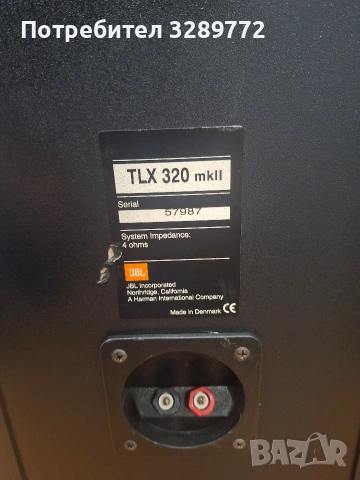 Потребител 3289772
TLX 320 mkII
Serial
57987
System Impedance:
4 ohms
JBL
JBL Incorporated
Northridge, California
A Harman International Company
Made in Denmark CE
BAZAR